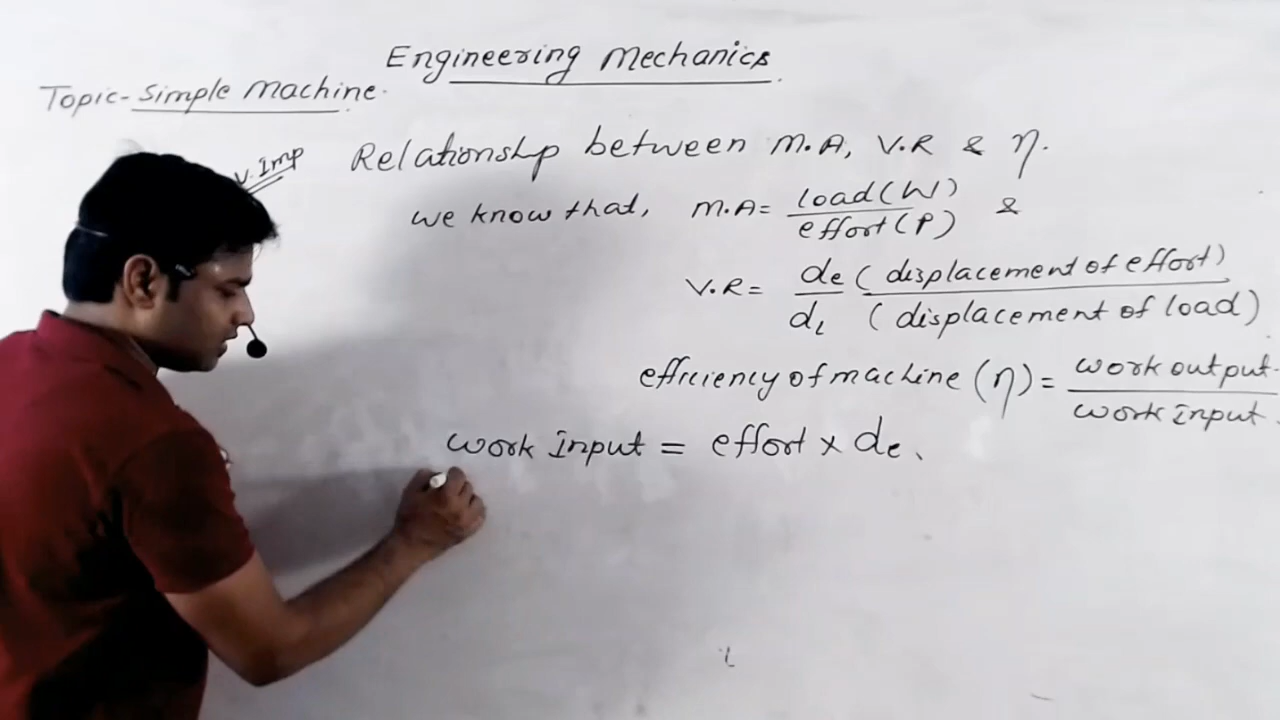 Engineering Mechanics.
Topic- Simple Machine.
V. Imp
Relationship between M.A, V.R & η.
we know that, M.A = load(W) / effort(P) &
V.R = de (displacement of effort) / dL (displacement of load)
efficiency of machine (η) = work output / work Input.
work Input = effort × de.